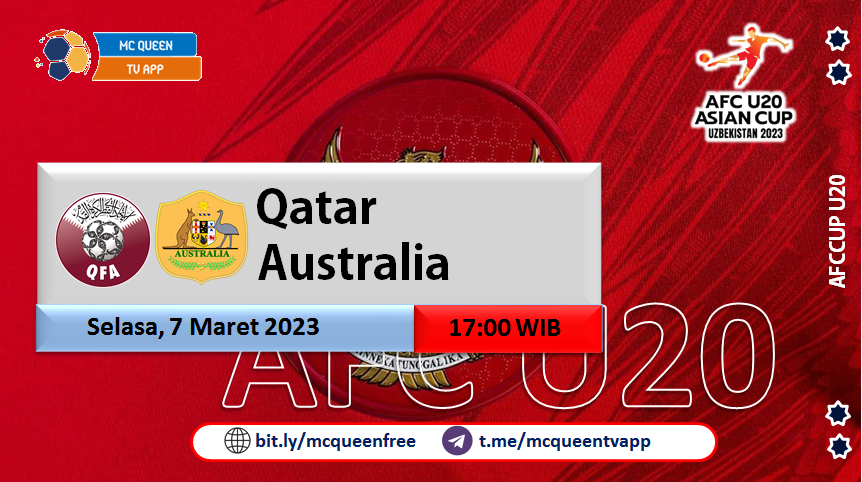 MC QUEEN
TV APP
AFC U20
ASIAN CUP
UZBEKISTAN 2023
QFA
AUSTRALIA
Qatar
Australia
Selasa, 7 Maret 2023
17:00 WIB
AFCCUP U20
AFC U20
bit.ly/mcqueenfree
t.me/mcqueentvapp